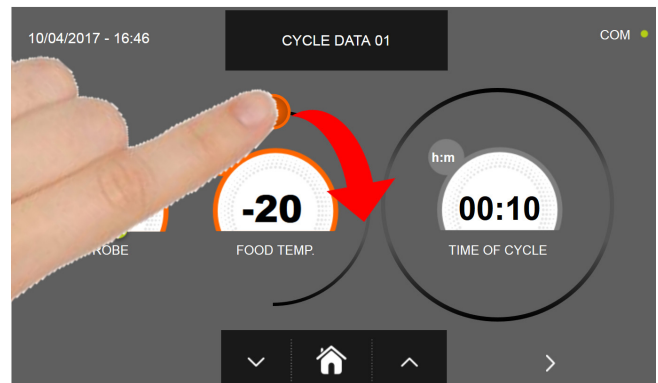 10/04/2017 - 16:46
CYCLE DATA 01
COM
h:m
-20
00:10
FOOD TEMP.
TIME OF CYCLE